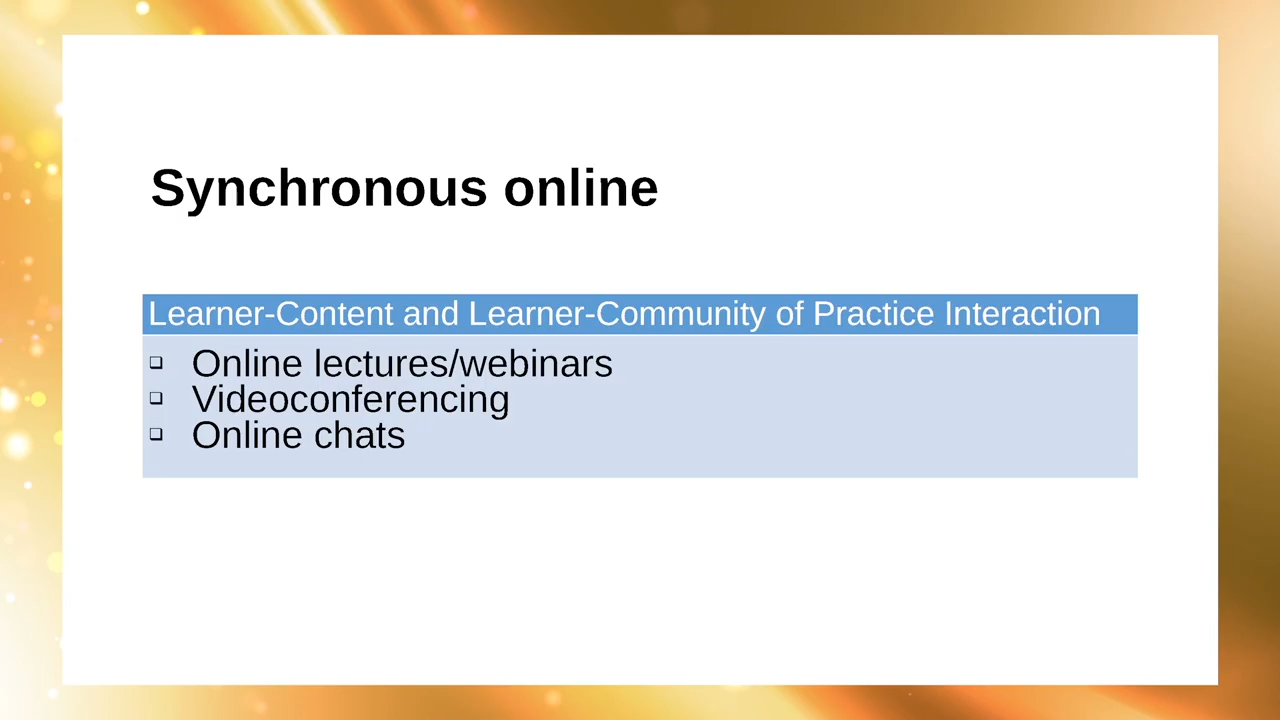 Synchronous online
Learner-Content and Learner-Community of Practice Interaction
❑ Online lectures/webinars
❑ Videoconferencing
❑ Online chats